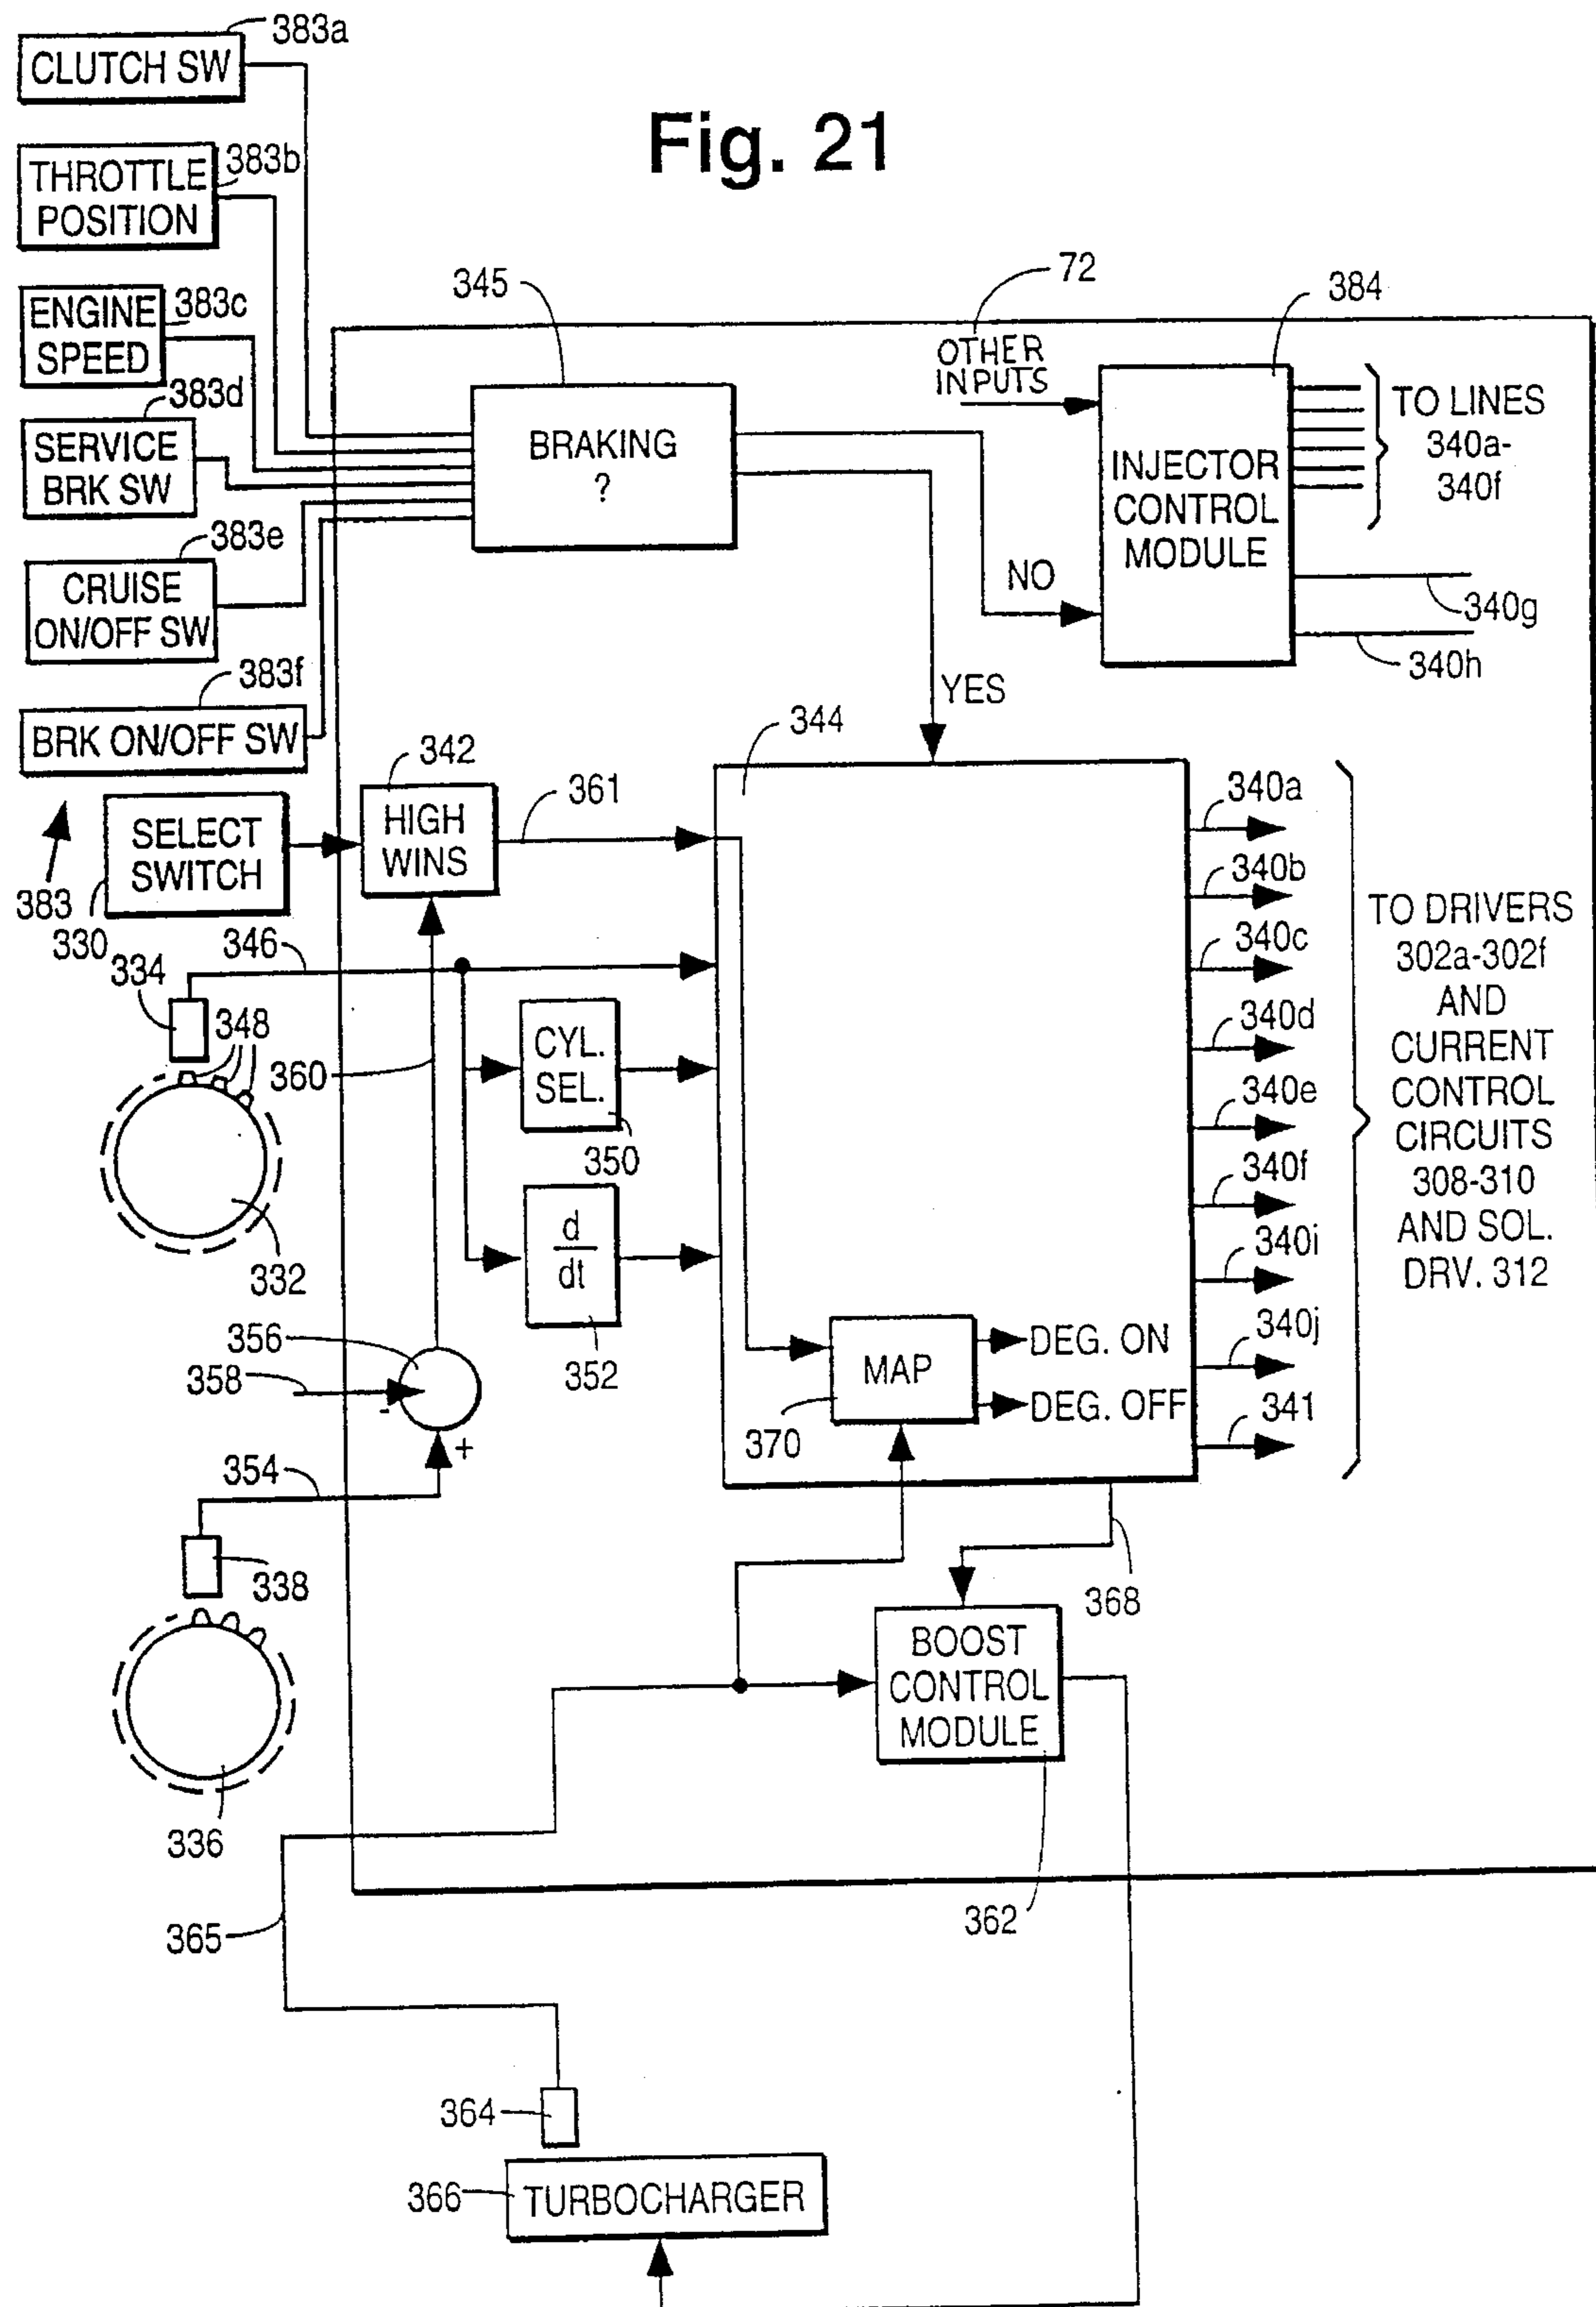 Fig. 21
383a
CLUTCH SW
383b
THROTTLE
POSITION
383c
ENGINE
SPEED
383d
SERVICE
BRK SW
383e
CRUISE
ON/OFF SW
383f
BRK ON/OFF SW
383
SELECT
SWITCH
330
345
BRAKING
?
72
OTHER
INPUTS
384
INJECTOR
CONTROL
MODULE
TO LINES
340a-
340f
340g
340h
NO
YES
342
HIGH
WINS
361
344
346
334
348
332
360
CYL.
SEL.
350
d
dt
352
356
358
-
+
354
338
336
MAP
370
DEG. ON
DEG. OFF
340a
340b
340c
340d
340e
340f
340i
340j
341
TO DRIVERS
302a-302f
AND
CURRENT
CONTROL
CIRCUITS
308-310
AND SOL.
DRV. 312
368
BOOST
CONTROL
MODULE
362
365
364
366
TURBOCHARGER